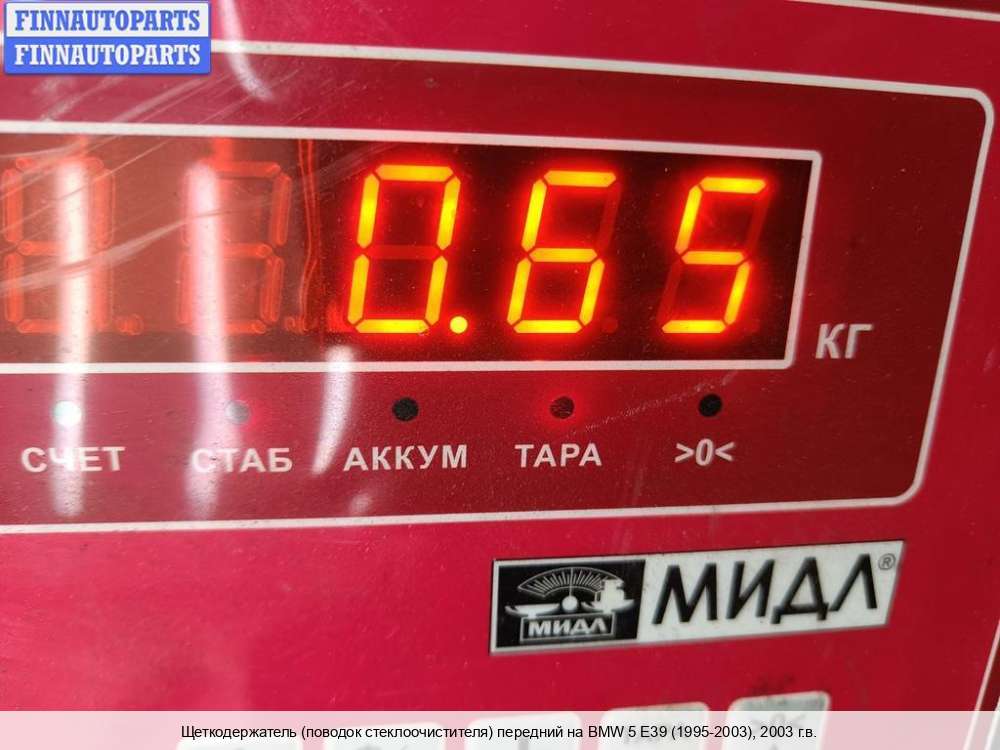 FINNAUTOPARTS
FINNAUTOPARTS
0.65
КГ
СЧЕТ СТАБ АККУМ ТАРА >0<
МИДЛ МИДЛ®
Щеткодержатель (поводок стеклоочистителя) передний на BMW 5 E39 (1995-2003), 2003 г.в.